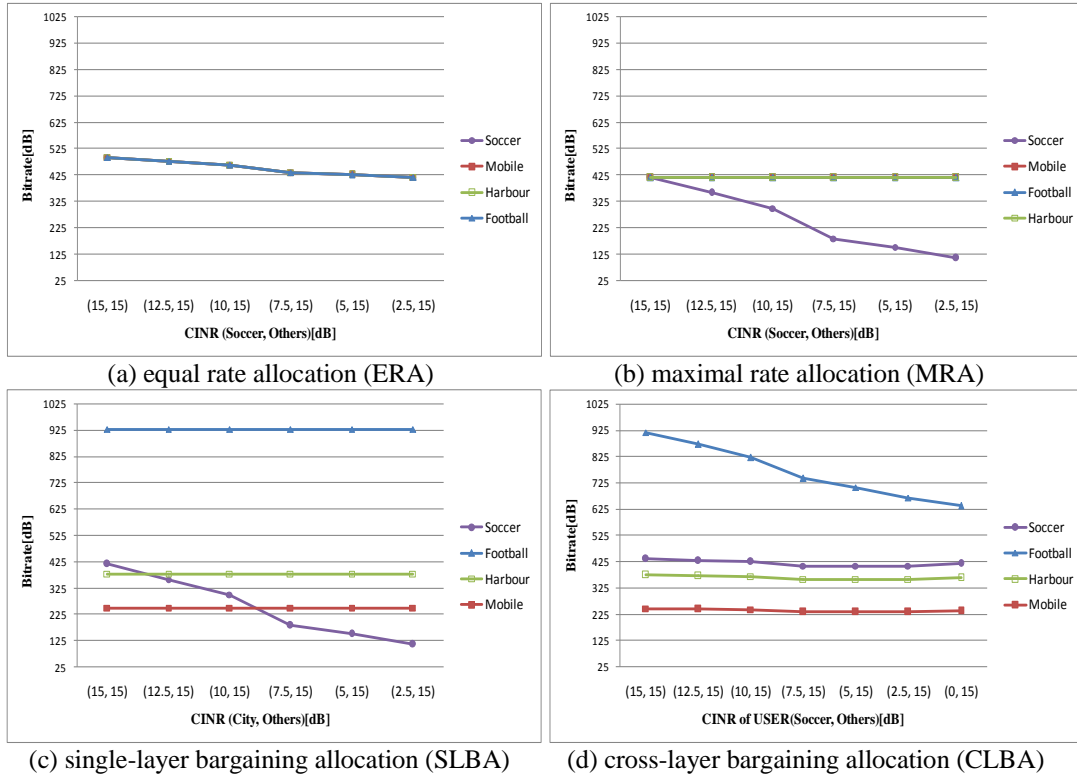 1025
925
825
725
625
525
425
325
225
125
25
Bitrate[dB]
(15, 15) (12.5, 15) (10, 15) (7.5, 15) (5, 15) (2.5, 15)
CINR (Soccer, Others)[dB]
Soccer
Mobile
Harbour
Football
(a) equal rate allocation (ERA)
1025
925
825
725
625
525
425
325
225
125
25
Bitrate[dB]
(15, 15) (12.5, 15) (10, 15) (7.5, 15) (5, 15) (2.5, 15)
CINR (Soccer, Others)[dB]
Soccer
Mobile
Football
Harbour
(b) maximal rate allocation (MRA)
1025
925
825
725
625
525
425
325
225
125
25
Bitrate[dB]
(15, 15) (12.5, 15) (10, 15) (7.5, 15) (5, 15) (2.5, 15)
CINR (City, Others)[dB]
Soccer
Football
Harbour
Mobile
(c) single-layer bargaining allocation (SLBA)
1025
925
825
725
625
525
425
325
225
125
25
Bitrate[dB]
(15, 15) (12.5, 15) (10, 15) (7.5, 15) (5, 15) (2.5, 15) (0, 15)
CINR of USER(Soccer, Others)[dB]
Soccer
Football
Harbour
Mobile
(d) cross-layer bargaining allocation (CLBA)